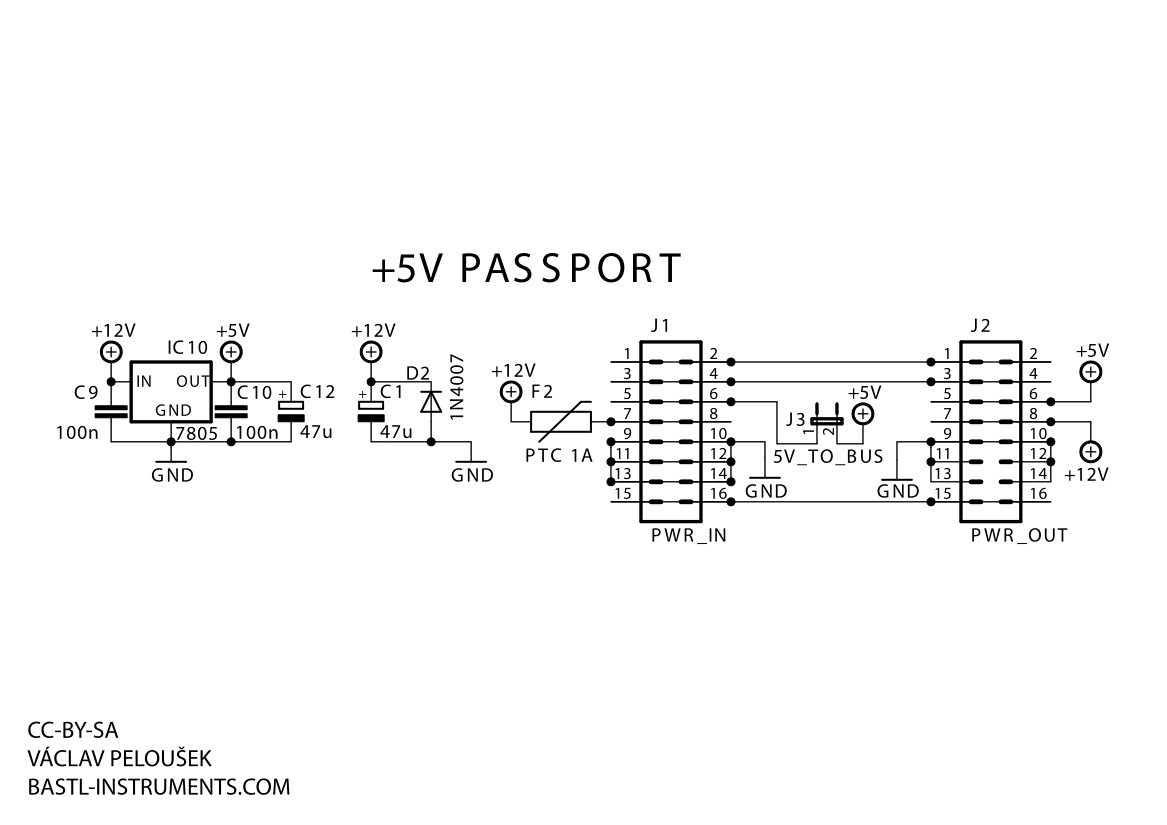 +5V PASSPORT
+12V
IC10
+5V
IN
OUT
GND
C9
100n
7805
C10
100n
C12
+
47u
GND
+12V
+
C1
47u
D2
1N4007
GND
+12V
F2
PTC 1A
J1
1 2
3 4
5 6
7 8
9 10
11 12
13 14
15 16
PWR_IN
GND
J3
1
2
+5V
5V_TO_BUS
GND
J2
1 2
3 4
5 6
7 8
9 10
11 12
13 14
15 16
PWR_OUT
+5V
+12V
CC-BY-SA
VÁCLAV PELOUŠEK
BASTL-INSTRUMENTS.COM